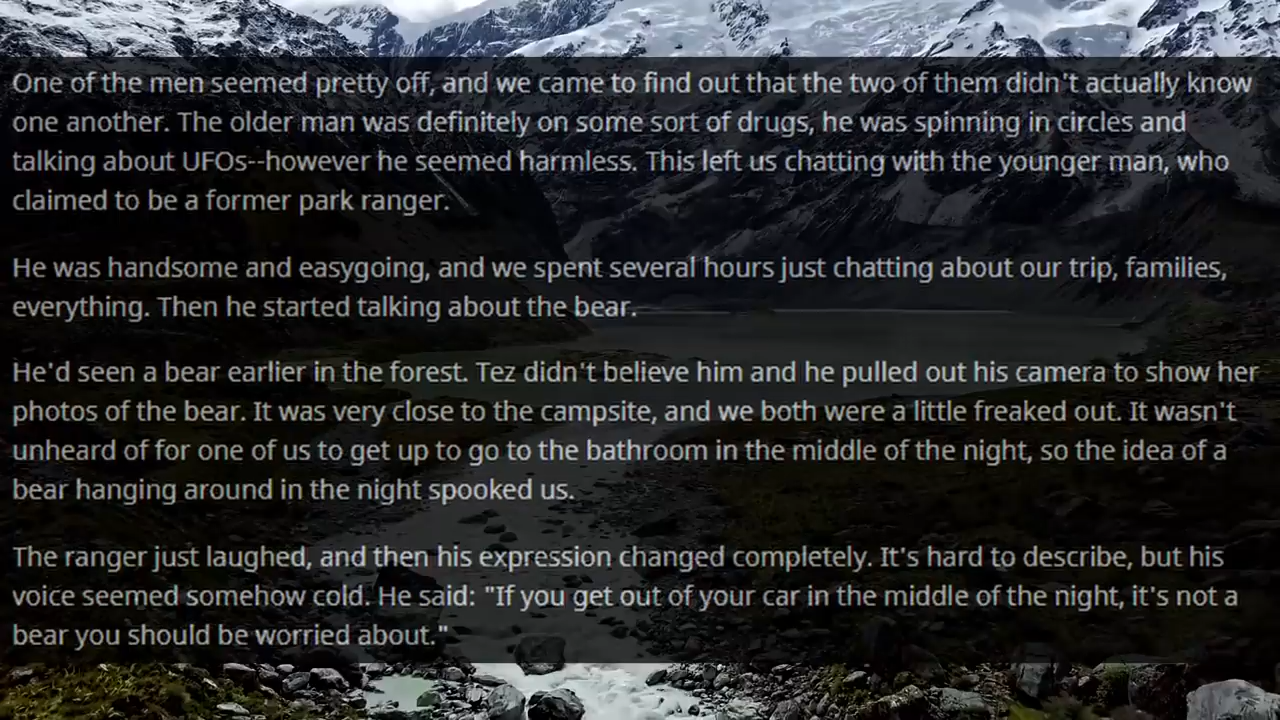 One of the men seemed pretty off, and we came to find out that the two of them didn't actually know
one another. The older man was definitely on some sort of drugs, he was spinning in circles and
talking about UFOs--however he seemed harmless. This left us chatting with the younger man, who
claimed to be a former park ranger.
He was handsome and easygoing, and we spent several hours just chatting about our trip, families,
everything. Then he started talking about the bear.
He'd seen a bear earlier in the forest. Tez didn't believe him and he pulled out his camera to show her
photos of the bear. It was very close to the campsite, and we both were a little freaked out. It wasn't
unheard of for one of us to get up to go to the bathroom in the middle of the night, so the idea of a
bear hanging around in the night spooked us.
The ranger just laughed, and then his expression changed completely. It's hard to describe, but his
voice seemed somehow cold. He said: "If you get out of your car in the middle of the night, it's not a
bear you should be worried about."